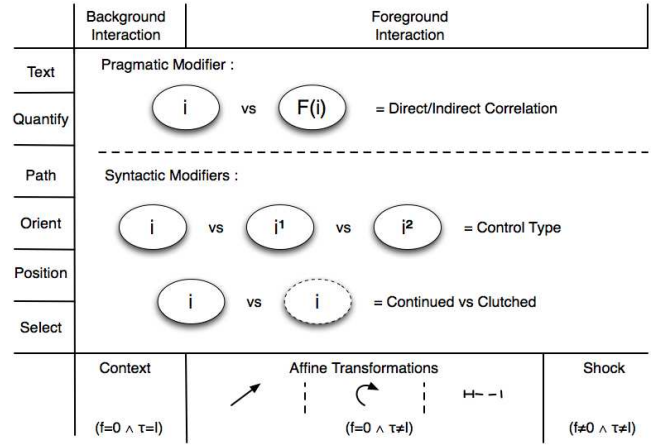 Background
Interaction
Foreground
Interaction
Text
Quantify
Path
Orient
Position
Select
Pragmatic Modifier :
i vs F(i) = Direct/Indirect Correlation
Syntactic Modifiers :
i vs i¹ vs i² = Control Type
i vs i = Continued vs Clutched
Context
(f=0 ∧ τ=I)
Affine Transformations
(f=0 ∧ τ≠I)
Shock
(f≠0 ∧ τ≠I)